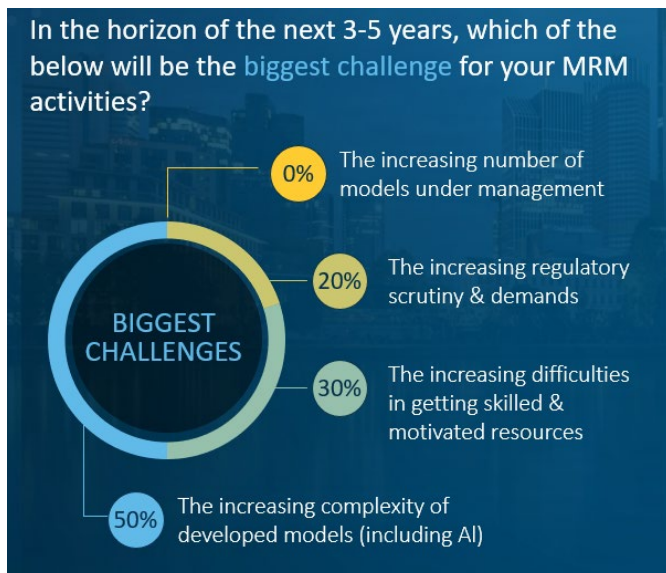 In the horizon of the next 3-5 years, which of the
below will be the biggest challenge for your MRM
activities?
0%
The increasing number of
models under management
20%
The increasing regulatory
scrutiny & demands
BIGGEST
CHALLENGES
30%
The increasing difficulties
in getting skilled &
motivated resources
50%
The increasing complexity of
developed models (including AI)